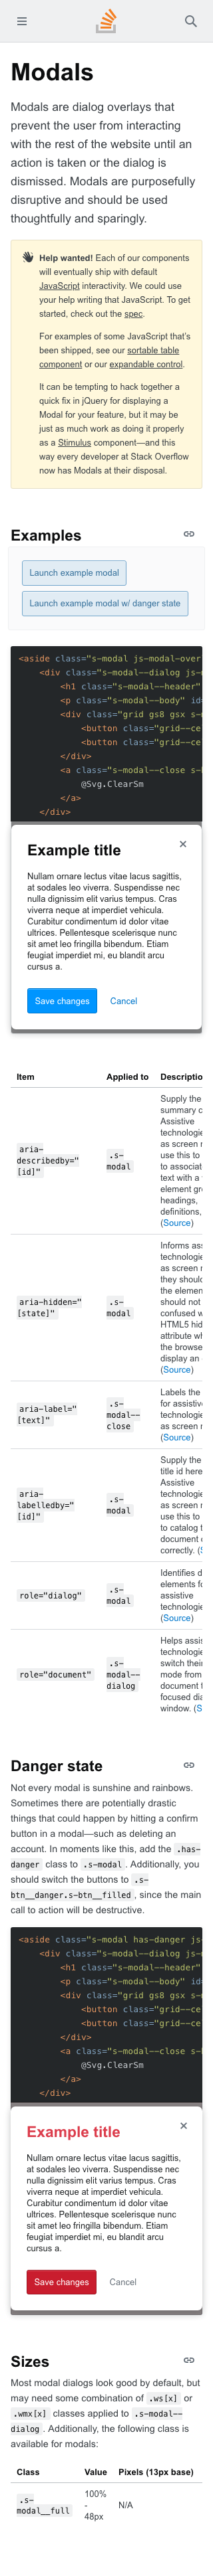 Modals
Modals are dialog overlays that
prevent the user from interacting
with the rest of the website until an
action is taken or the dialog is
dismissed. Modals are purposefully
disruptive and should be used
thoughtfully and sparingly.
Help wanted! Each of our components
will eventually ship with default
JavaScript interactivity. We could use
your help writing that JavaScript. To get
started, check out the spec.
For examples of some JavaScript that's
been shipped, see our sortable table
component or our expandable control.
It can be tempting to hack together a
quick fix in jQuery for displaying a
Modal for your feature, but it may be
just as much work as doing it properly
as a Stimulus component—and this
way every developer at Stack Overflow
now has Modals at their disposal.
Examples
Launch example modal
Launch example modal w/ danger state
<aside class="s-modal js-modal-over
<div class="s-modal--dialog js-m
<h1 class="s-modal--header"
<p class="s-modal--body" id=
<div class="grid gs8 gsx s-m
<button class="grid--ce
<button class="grid--ce
</div>
<a class="s-modal--close s-b
@Svg.ClearSm
</a>
</div>
Example title
Nullam ornare lectus vitae lacus sagittis,
at sodales leo viverra. Suspendisse nec
nulla dignissim elit varius tempus. Cras
viverra neque at imperdiet vehicula.
Curabitur condimentum id dolor vitae
ultrices. Pellentesque scelerisque nunc
sit amet leo fringilla bibendum. Etiam
feugiat imperdiet mi, eu blandit arcu
cursus a.
Save changes Cancel
Item Applied to Descriptio
aria-
describedby="
[id]"
.s-
modal
Supply the
summary c
Assistive
technologie
as screen r
use this to
to associat
text with a
element gr
headings,
definitions,
(Source)
aria-hidden="
[state]"
.s-
modal
Informs ass
technologie
as screen r
they should
the elemen
should not
confused w
HTML5 hid
attribute wh
the browse
display an
(Source)
aria-label="
[text]"
.s-
modal--
close
Labels the
for assistiv
technologie
as screen r
(Source)
aria-
labelledby="
[id]"
.s-
modal
Supply the
title id here
Assistive
technologie
as screen r
use this to
to catalog t
document
correctly. (S
role="dialog"
.s-
modal
Identifies d
elements fo
assistive
technologie
(Source)
role="document"
.s-
modal--
dialog
Helps assis
technologie
switch their
mode from
document t
focused dia
window. (S
Danger state
Not every modal is sunshine and rainbows.
Sometimes there are potentially drastic
things that could happen by hitting a confirm
button in a modal—such as deleting an
account. In moments like this, add the .has-
danger class to .s-modal. Additionally, you
should switch the buttons to .s-
btn__danger.s-btn__filled, since the main
call to action will be destructive.
<aside class="s-modal has-danger js-
<div class="s-modal--dialog js-m
<h1 class="s-modal--header"
<p class="s-modal--body" id=
<div class="grid gs8 gsx s-m
<button class="grid--ce
<button class="grid--ce
</div>
<a class="s-modal--close s-b
@Svg.ClearSm
</a>
</div>
Example title
Nullam ornare lectus vitae lacus sagittis,
at sodales leo viverra. Suspendisse nec
nulla dignissim elit varius tempus. Cras
viverra neque at imperdiet vehicula.
Curabitur condimentum id dolor vitae
ultrices. Pellentesque scelerisque nunc
sit amet leo fringilla bibendum. Etiam
feugiat imperdiet mi, eu blandit arcu
cursus a.
Save changes Cancel
Sizes
Most modal dialogs look good by default, but
may need some combination of .ws[x] or
.wmx[x] classes applied to .s-modal--
dialog. Additionally, the following class is
available for modals:
Class Value Pixels (13px base)
.s-
modal__full
100%
-
48px
N/A